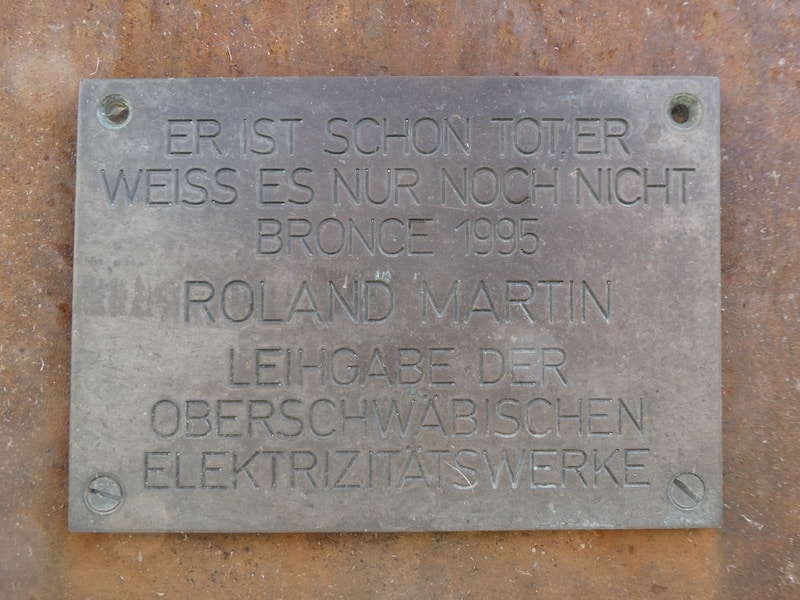 ER IST SCHON TOT,ER
WEISS ES NUR NOCH NICHT
BRONCE 1995
ROLAND MARTIN
LEIHGABE DER
OBERSCHWÄBISCHEN
ELEKTRIZITÄTSWERKE